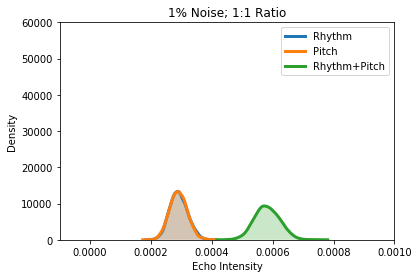 1% Noise; 1:1 Ratio
Rhythm
Pitch
Rhythm+Pitch
60000
50000
40000
30000
20000
10000
0
Density
0.0000 0.0002 0.0004 0.0006 0.0008 0.0010
Echo Intensity